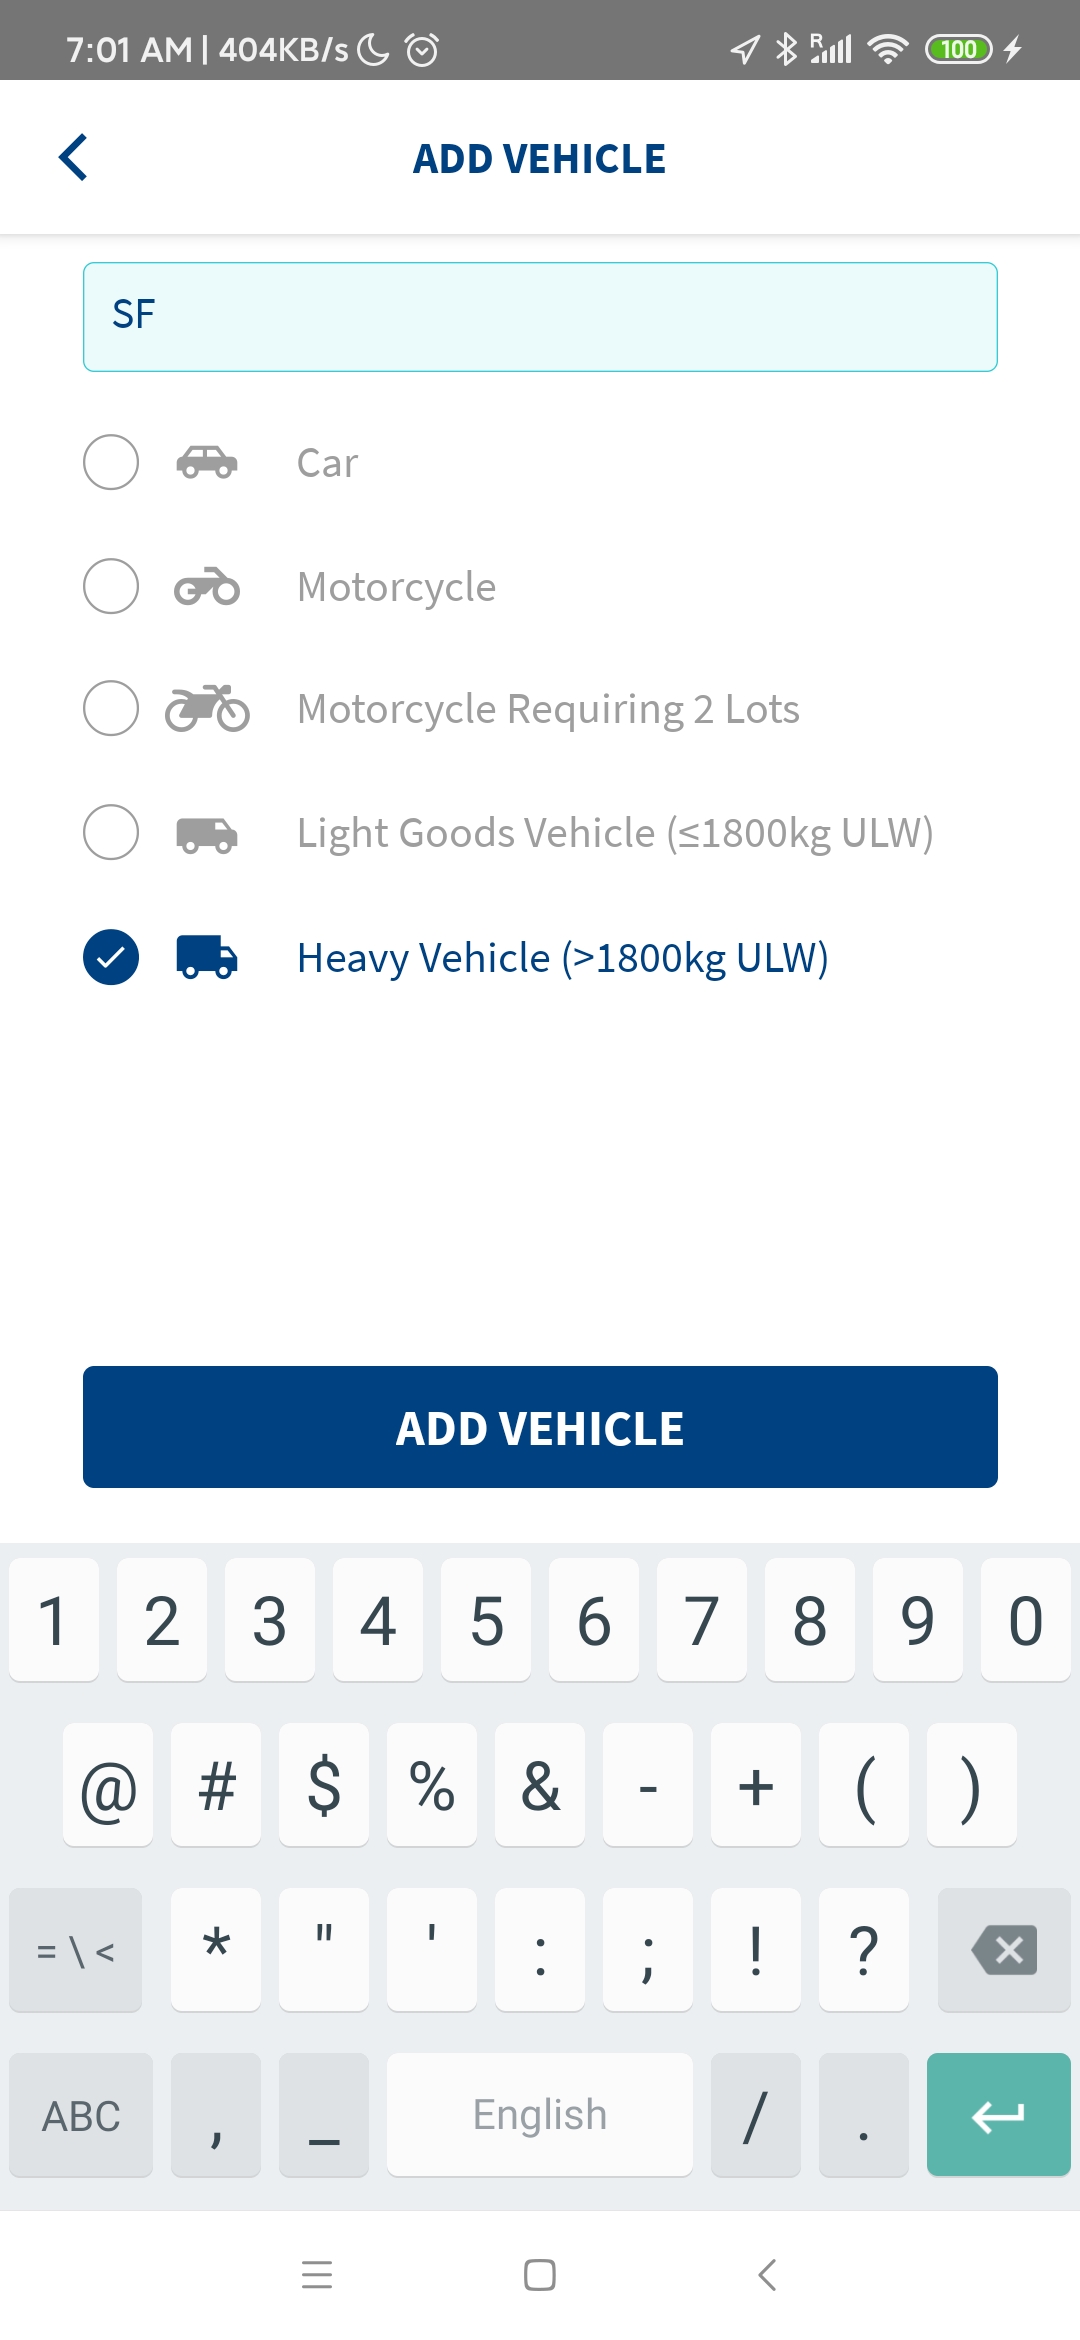 7:01 AM | 404KB/s
R
100
ADD VEHICLE
SF
Car
Motorcycle
Motorcycle Requiring 2 Lots
Light Goods Vehicle (≤1800kg ULW)
Heavy Vehicle (>1800kg ULW)
ADD VEHICLE
1 2 3 4 5 6 7 8 9 0
@ # $ % & - + ( )
= \ < * " ' : ; ! ?
ABC , _ English / .